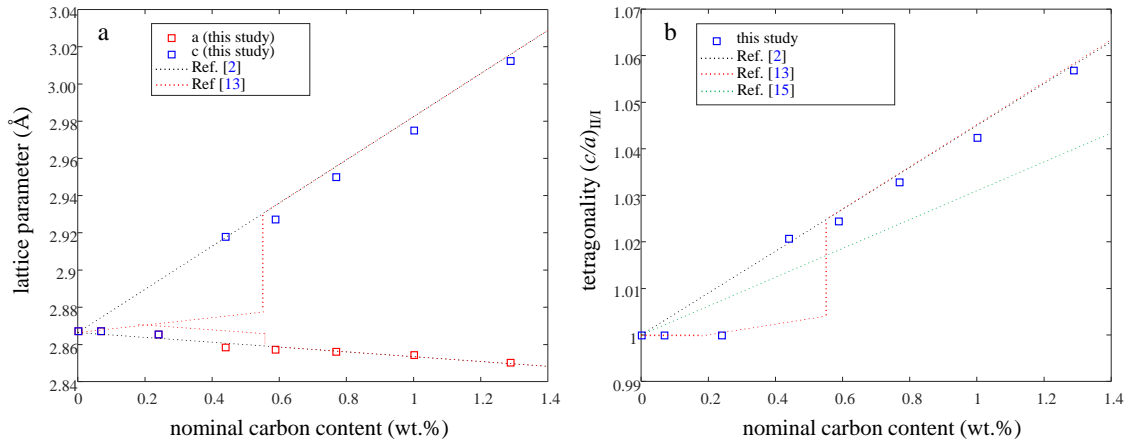 a
a (this study)
c (this study)
Ref. [2]
Ref [13]
lattice parameter (Å)
3.04
3.02
3.00
2.98
2.96
2.94
2.92
2.90
2.88
2.86
2.84
0 0.2 0.4 0.6 0.8 1 1.2 1.4
nominal carbon content (wt.%)
b
this study
Ref. [2]
Ref. [13]
Ref. [15]
tetragonality (c/a)II/I
1.07
1.06
1.05
1.04
1.03
1.02
1.01
1
0.99
0 0.2 0.4 0.6 0.8 1 1.2 1.4
nominal carbon content (wt.%)